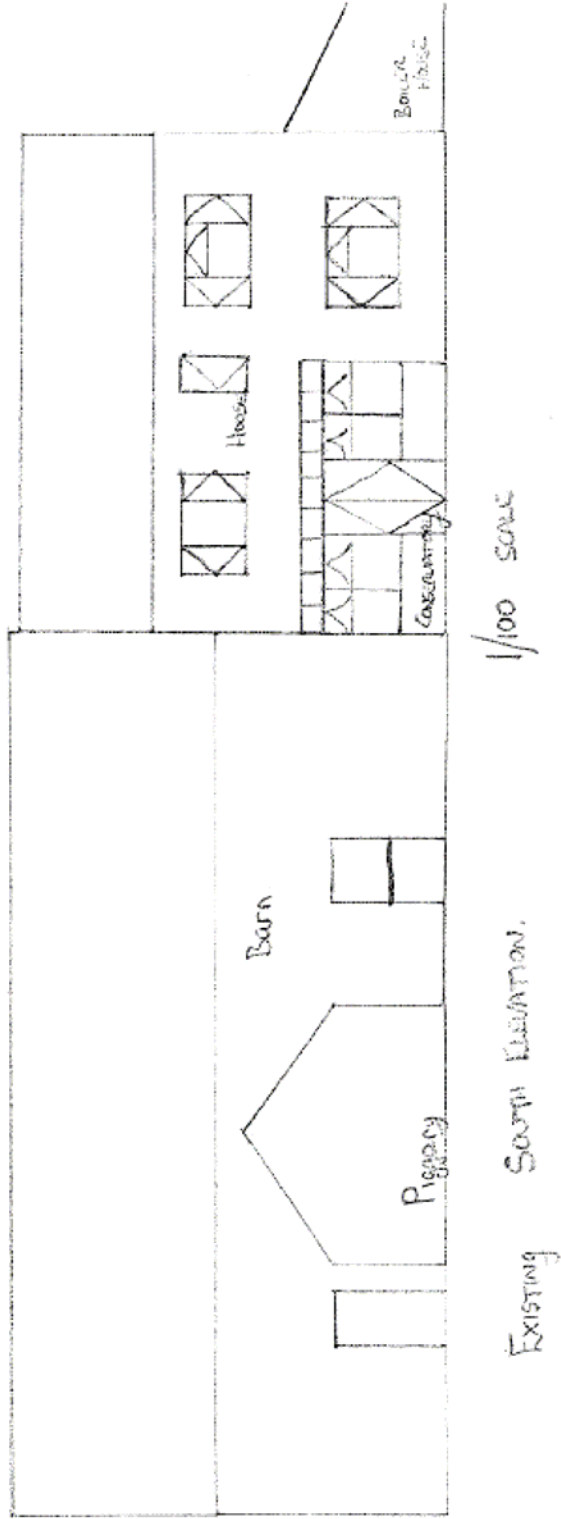 Barn
Piggery
House
CONSERVATORY
BOILER
HOUSE
EXISTING SOUTH ELEVATION.
1/100 SCALE